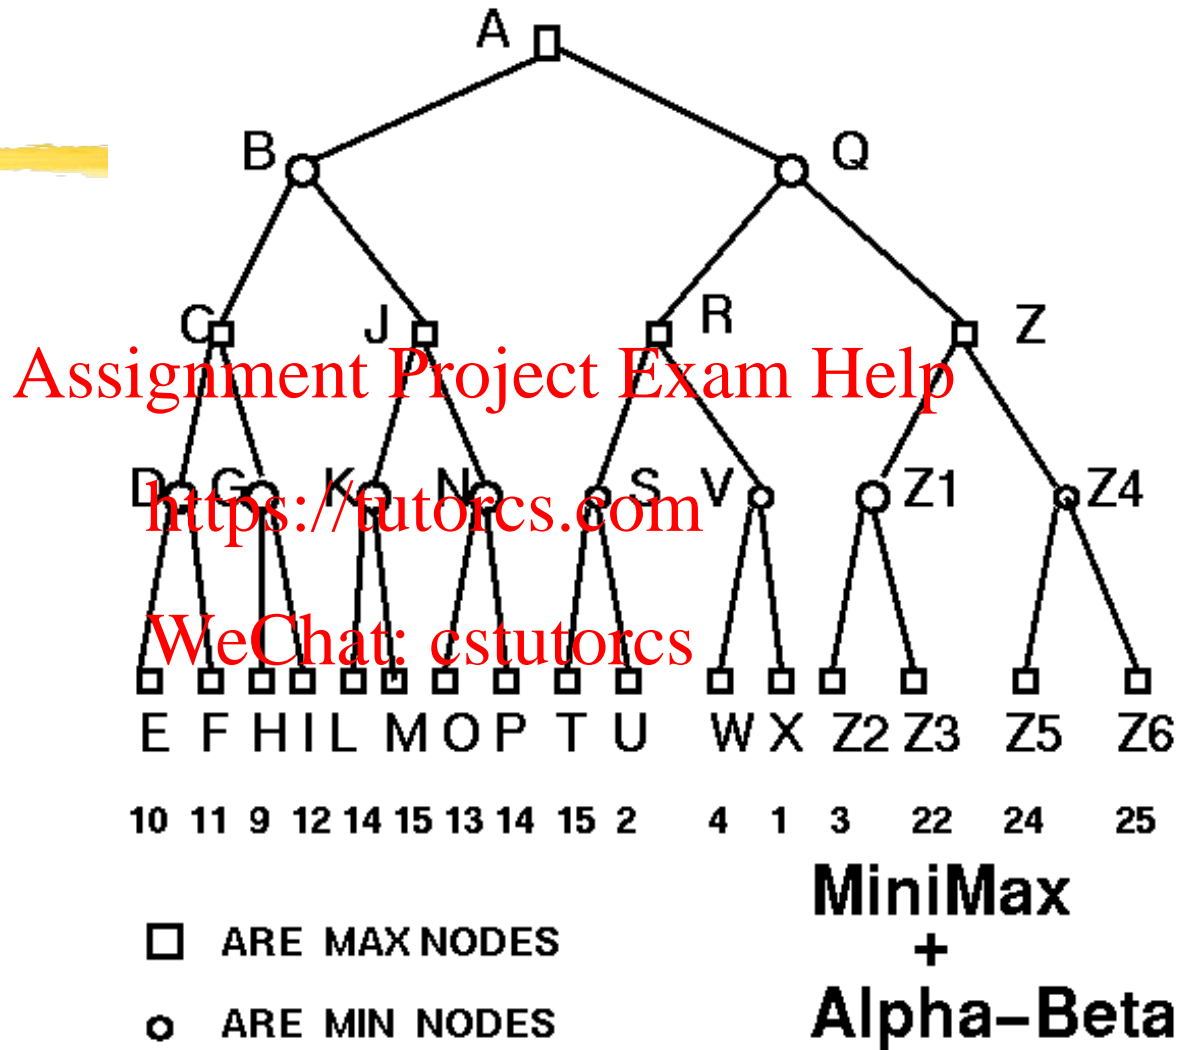 A
B Q
C J R Z
Assignment Project Exam Help
D G K N S V Z1 Z4
https://tutorcs.com
WeChat: cstutorcs
E F H I L M O P T U W X Z2 Z3 Z5 Z6
10 11 9 12 14 15 13 14 15 2 4 1 3 22 24 25
MiniMax
+
Alpha-Beta
ARE MAX NODES
ARE MIN NODES